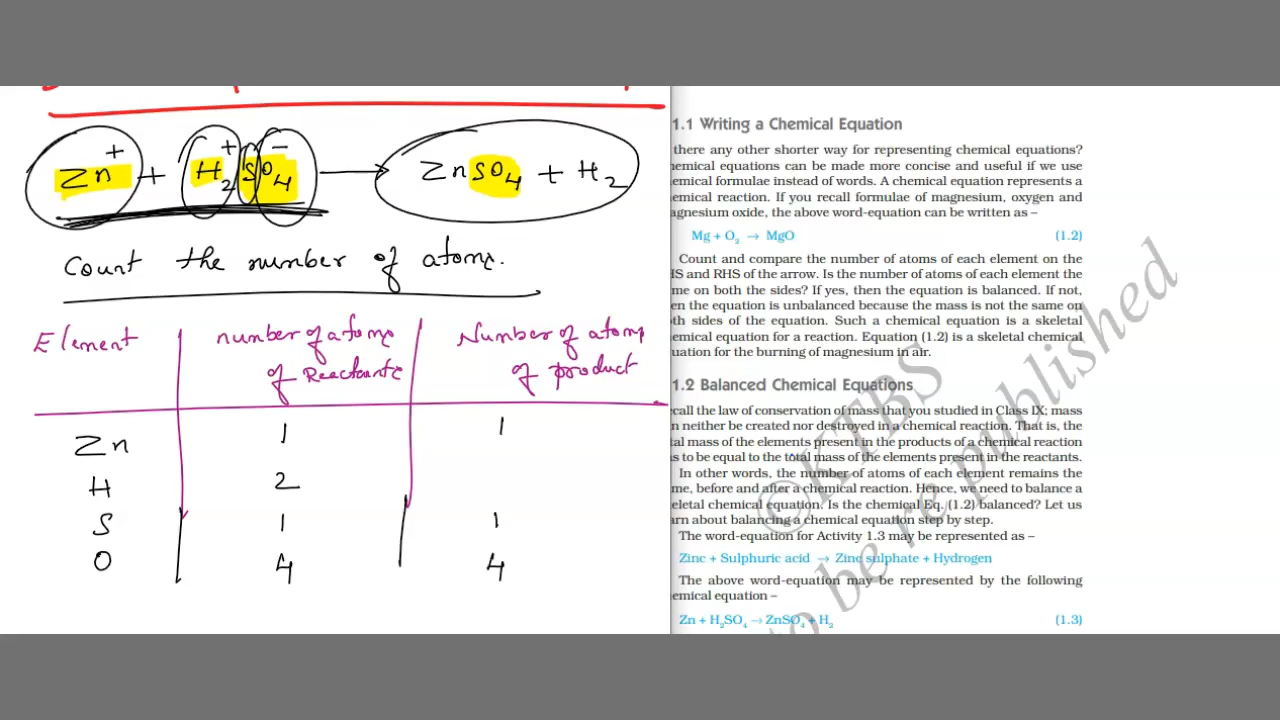 Zn + H2SO4 → ZnSO4 + H2
+ + −
Count the number of atoms.
Element number of atoms of Reactants Number of atoms of product
Zn 1 1
H 2
S 1 1
O 4 4
1.1 Writing a Chemical Equation
there any other shorter way for representing chemical equations?
emical equations can be made more concise and useful if we use
emical formulae instead of words. A chemical equation represents a
emical reaction. If you recall formulae of magnesium, oxygen and
agnesium oxide, the above word-equation can be written as –
Mg + O2 → MgO (1.2)
Count and compare the number of atoms of each element on the
HS and RHS of the arrow. Is the number of atoms of each element the
me on both the sides? If yes, then the equation is balanced. If not,
en the equation is unbalanced because the mass is not the same on
th sides of the equation. Such a chemical equation is a skeletal
emical equation for a reaction. Equation (1.2) is a skeletal chemical
uation for the burning of magnesium in air.
1.2 Balanced Chemical Equations
call the law of conservation of mass that you studied in Class IX; mass
n neither be created nor destroyed in a chemical reaction. That is, the
tal mass of the elements present in the products of a chemical reaction
s to be equal to the total mass of the elements present in the reactants.
In other words, the number of atoms of each element remains the
me, before and after a chemical reaction. Hence, we need to balance a
eletal chemical equation. Is the chemical Eq. (1.2) balanced? Let us
arn about balancing a chemical equation step by step.
The word-equation for Activity 1.3 may be represented as –
Zinc + Sulphuric acid → Zinc sulphate + Hydrogen
The above word-equation may be represented by the following
emical equation –
Zn + H2SO4 → ZnSO4 + H2 (1.3)
©KTBS
to be republished